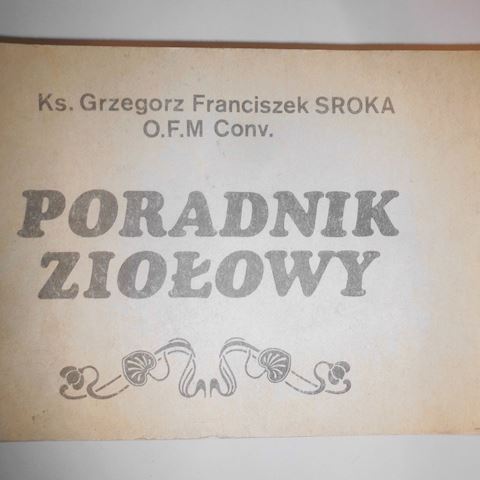 Ks. Grzegorz Franciszek SROKA
O.F.M Conv.
PORADNIK
ZIOŁOWY